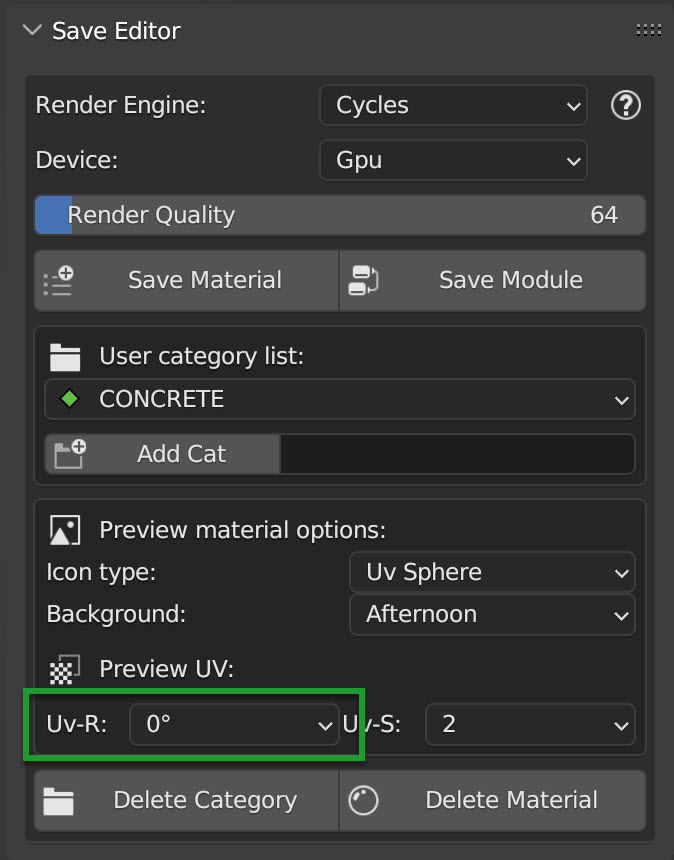 Save Editor
Render Engine: Cycles ?
Device: Gpu
Render Quality 64
Save Material Save Module
User category list:
CONCRETE
Add Cat
Preview material options:
Icon type: Uv Sphere
Background: Afternoon
Preview UV:
Uv-R: 0° Uv-S: 2
Delete Category Delete Material